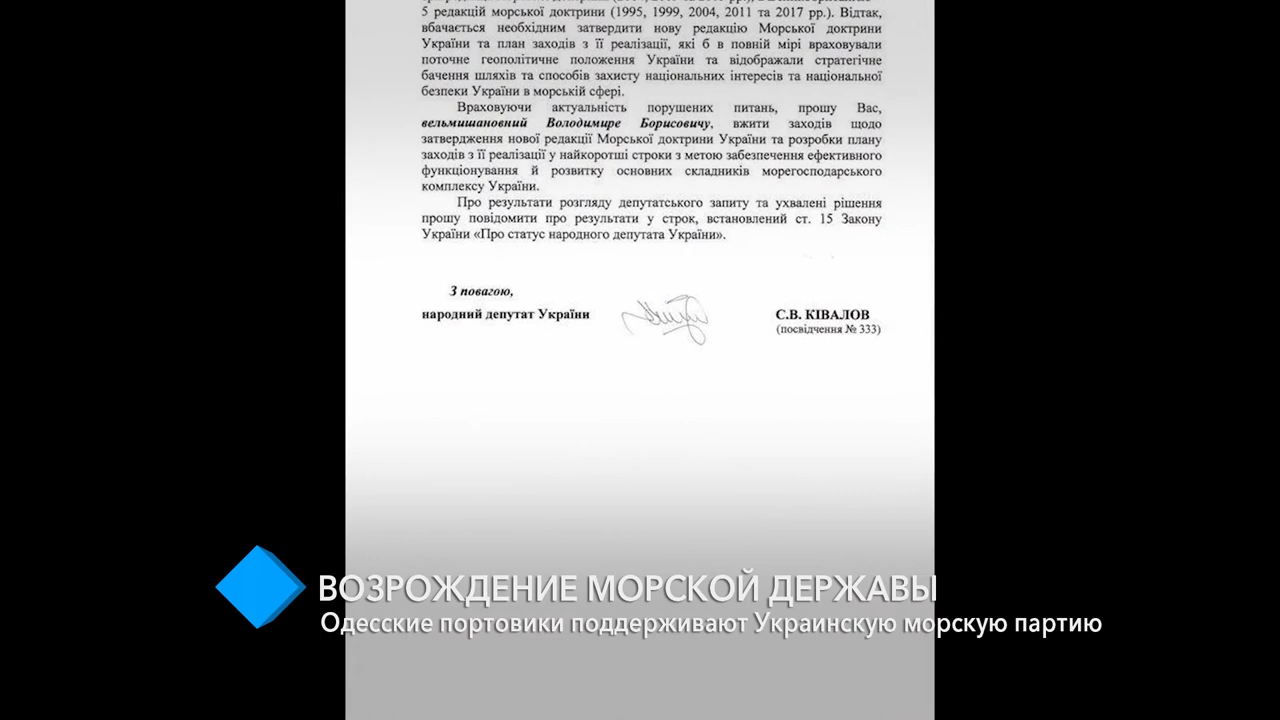 5 редакцій морської доктрини (1995, 1999, 2004, 2011 та 2017 рр.). Відтак,
вбачається необхідним затвердити нову редакцію Морської доктрини
України та план заходів з її реалізації, які б в повній мірі враховували
поточне геополітичне положення України та відображали стратегічне
бачення шляхів та способів захисту національних інтересів та національної
безпеки України в морській сфері.
Враховуючи актуальність порушених питань, прошу Вас,
вельмишановний Володимире Борисовичу, вжити заходів щодо
затвердження нової редакції Морської доктрини України та розробки плану
заходів з її реалізації у найкоротші строки з метою забезпечення ефективного
функціонування й розвитку основних складників морегосподарського
комплексу України.
Про результати розгляду депутатського запиту та ухвалені рішення
прошу повідомити про результати у строк, встановлений ст. 15 Закону
України «Про статус народного депутата України».
З повагою,
народний депутат України
С.В. КІВАЛОВ
(посвідчення № 333)
ВОЗРОЖДЕНИЕ МОРСКОЙ ДЕРЖАВЫ
Одесские портовики поддерживают Украинскую морскую партию